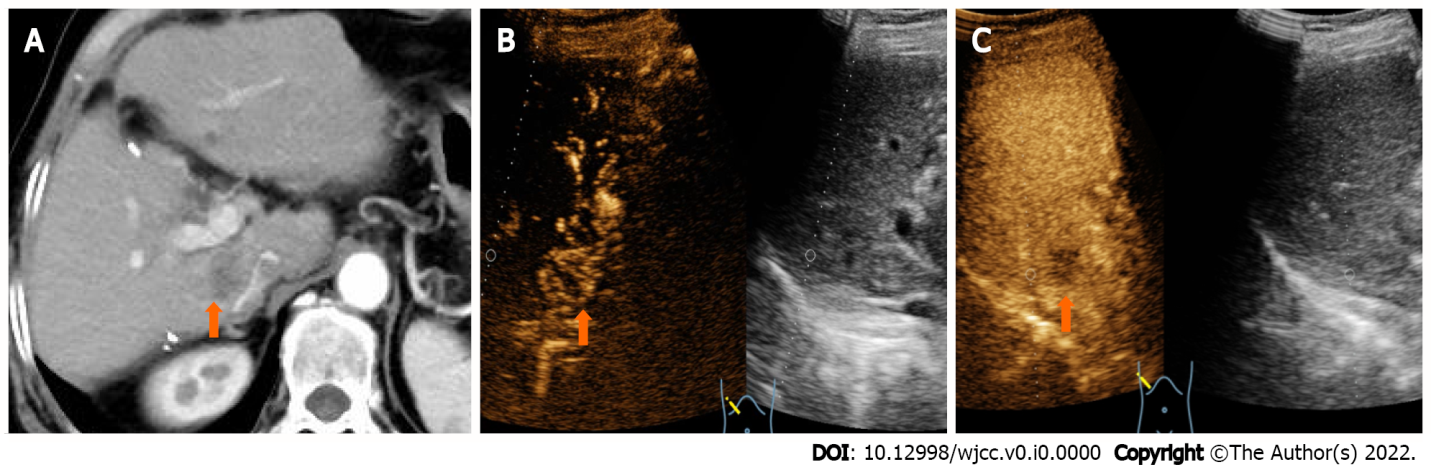 A
B
C
DOI: 10.12998/wjcc.v0.i0.0000 Copyright ©The Author(s) 2022.